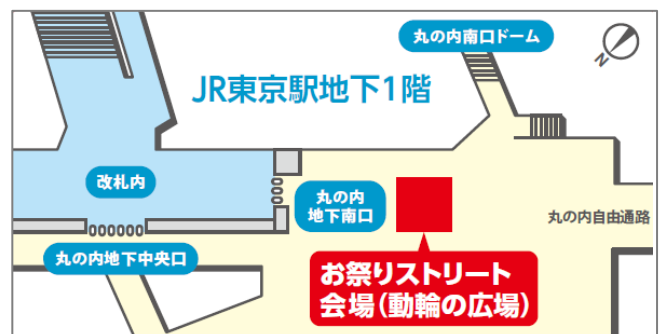 丸の内南口ドーム
N
JR東京駅地下1階
改札内
丸の内
地下南口
丸の内自由通路
丸の内地下中央口
お祭りストリート
会場(動輪の広場)